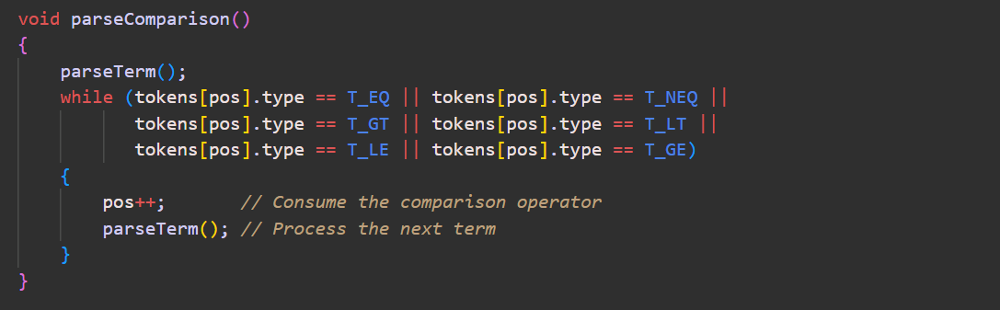 void parseComparison()
{
    parseTerm();
    while (tokens[pos].type == T_EQ || tokens[pos].type == T_NEQ ||
           tokens[pos].type == T_GT || tokens[pos].type == T_LT ||
           tokens[pos].type == T_LE || tokens[pos].type == T_GE)
    {
        pos++;       // Consume the comparison operator
        parseTerm(); // Process the next term
    }
}